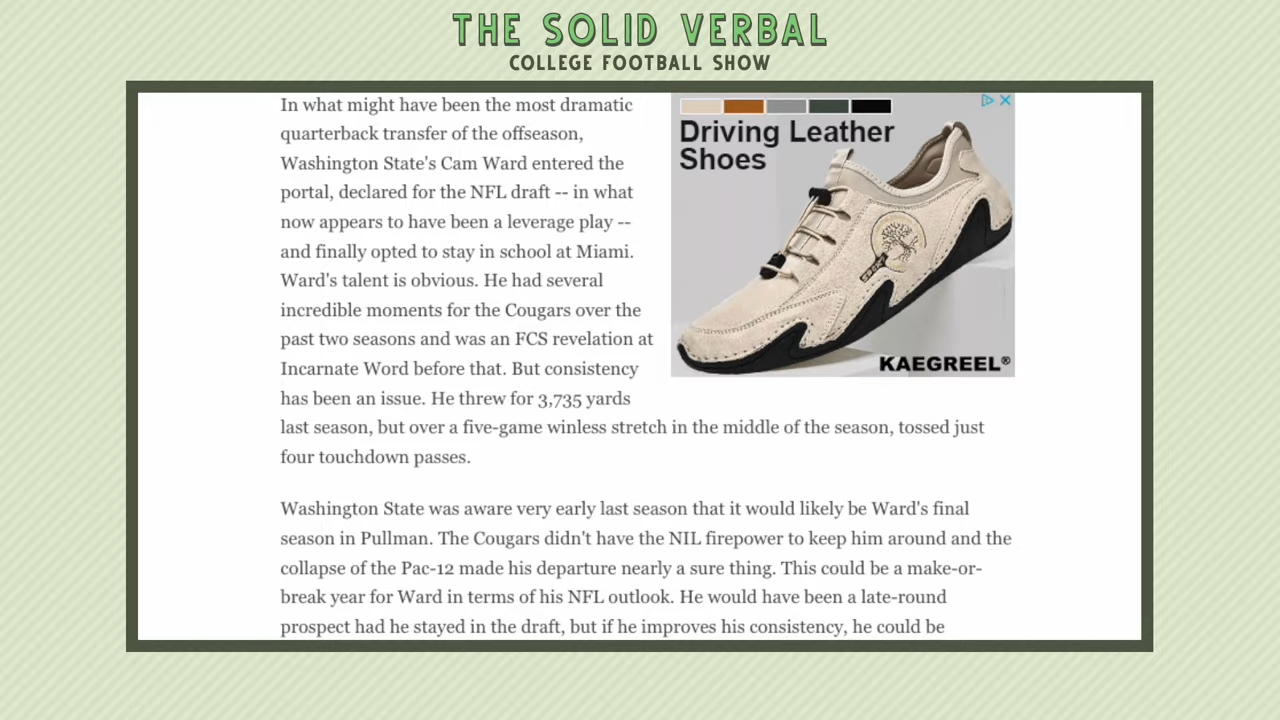 THE SOLID VERBAL
COLLEGE FOOTBALL SHOW
In what might have been the most dramatic
quarterback transfer of the offseason,
Washington State's Cam Ward entered the
portal, declared for the NFL draft -- in what
now appears to have been a leverage play --
and finally opted to stay in school at Miami.
Ward's talent is obvious. He had several
incredible moments for the Cougars over the
past two seasons and was an FCS revelation at
Incarnate Word before that. But consistency
has been an issue. He threw for 3,735 yards
last season, but over a five-game winless stretch in the middle of the season, tossed just
four touchdown passes.
Washington State was aware very early last season that it would likely be Ward's final
season in Pullman. The Cougars didn't have the NIL firepower to keep him around and the
collapse of the Pac-12 made his departure nearly a sure thing. This could be a make-or-
break year for Ward in terms of his NFL outlook. He would have been a late-round
prospect had he stayed in the draft, but if he improves his consistency, he could be
Driving Leather
Shoes
KAEGREEL®